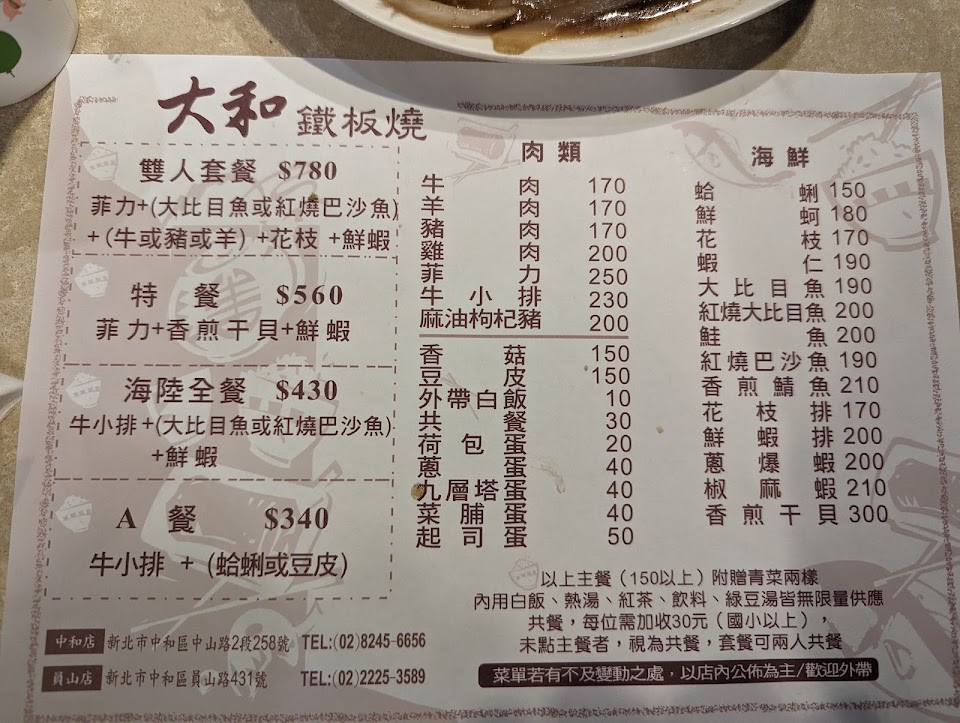 大和 鐵板燒
雙人套餐 $780
菲力+(大比目魚或紅燒巴沙魚)
+(牛或豬或羊) +花枝 +鮮蝦
特餐 $560
菲力+香煎干貝+鮮蝦
海陸全餐 $430
牛小排+(大比目魚或紅燒巴沙魚)
+鮮蝦
A餐 $340
牛小排 + (蛤蜊或豆皮)
肉類
牛肉 170
羊肉 170
豬肉 170
雞肉 200
菲力 250
牛小排 230
麻油枸杞豬 200
香菇 150
豆皮 150
外帶白飯 10
共餐 30
荷包蛋 20
蔥蛋 40
九層塔蛋 40
菜脯蛋 40
起司蛋 50
海鮮
蛤蜊 150
鮮蚵 180
花枝 170
蝦仁 190
大比目魚 190
紅燒大比目魚 200
鮭魚 200
紅燒巴沙魚 190
香煎鯖魚 210
花枝排 170
鮮蝦排 200
蔥爆蝦 200
椒麻蝦 210
香煎干貝 300
以上主餐（150以上）附贈青菜兩樣
內用白飯、熱湯、紅茶、飲料、綠豆湯皆無限量供應
共餐，每位需加收30元（國小以上），
未點主餐者，視為共餐，套餐可兩人共餐
菜單若有不及變動之處，以店內公佈為主/歡迎外帶
中和店 新北市中和區中山路2段258號 TEL:(02)8245-6656
員山店 新北市中和區員山路431號 TEL:(02)2225-3589